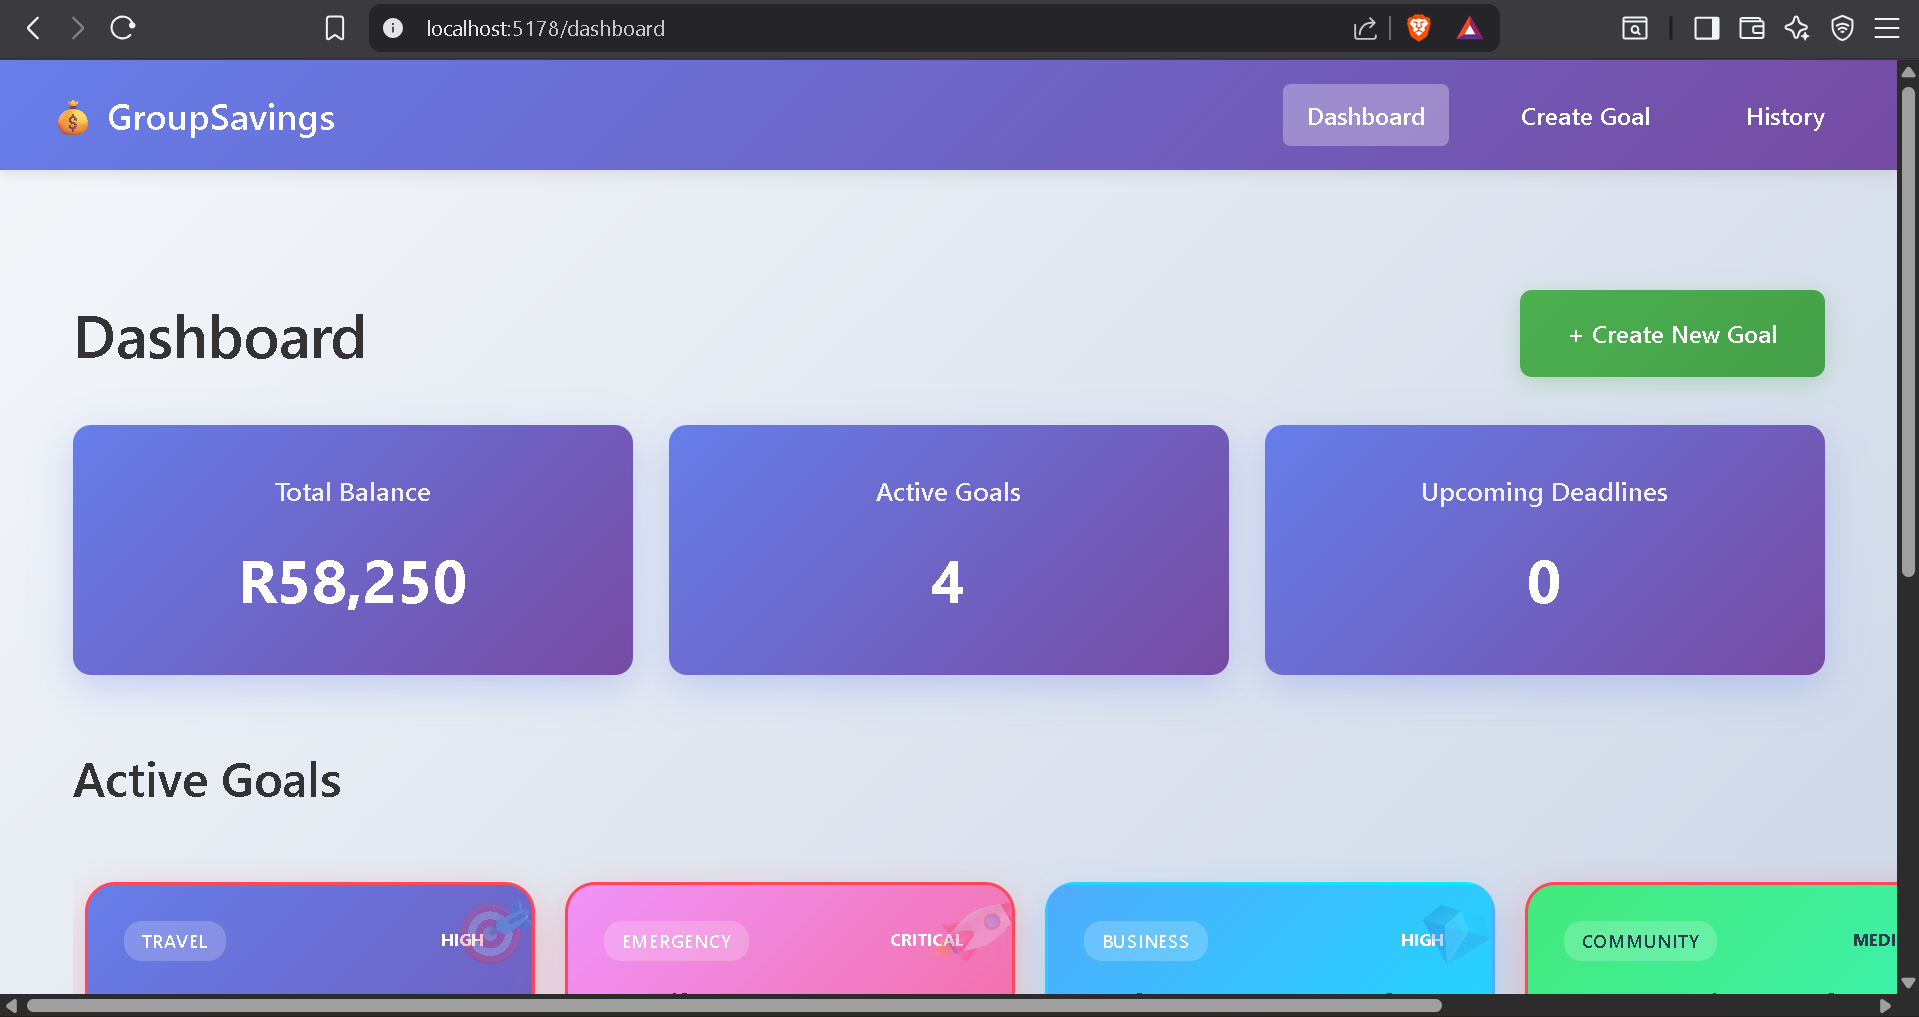 localhost:5178/dashboard
GroupSavings
Dashboard
Create Goal
History
Dashboard
+ Create New Goal
Total Balance
R58,250
Active Goals
4
Upcoming Deadlines
0
Active Goals
TRAVEL
HIGH
EMERGENCY
CRITICAL
BUSINESS
HIGH
COMMUNITY
MEDI